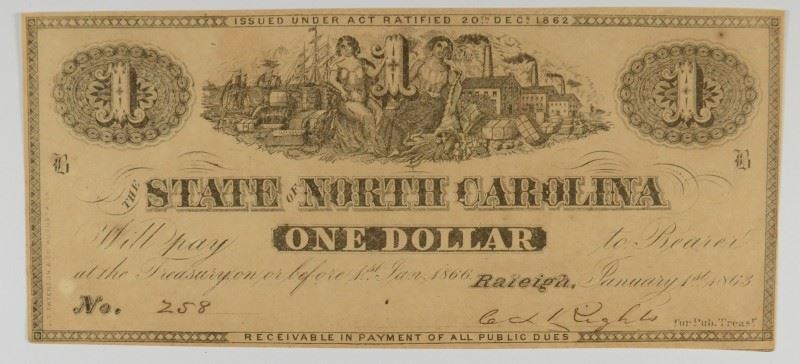 ISSUED UNDER ACT RATIFIED 20TH DEC. 1862
1 1 1
B B
THE STATE OF NORTH CAROLINA
Will pay ONE DOLLAR to Bearer
at the Treasury, on or before 1st Jan. 1866. Raleigh, January 1st, 1863
No. 258 for Pub. Treasr.
RECEIVABLE IN PAYMENT OF ALL PUBLIC DUES